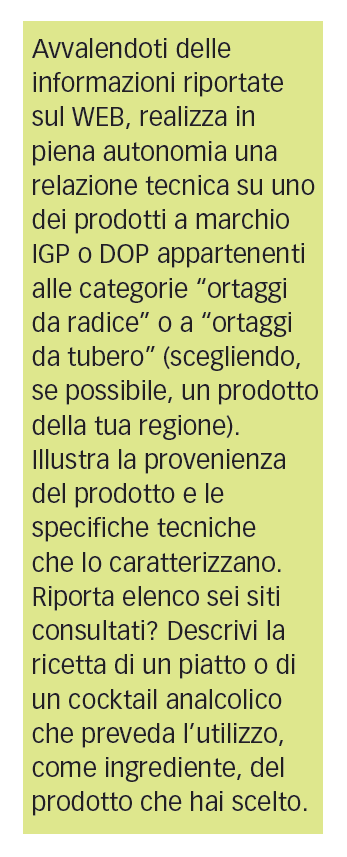 Avvalendoti delle
informazioni riportate
sul WEB, realizza in
piena autonomia una
relazione tecnica su uno
dei prodotti a marchio
IGP o DOP appartenenti
alle categorie “ortaggi
da radice” o a “ortaggi
da tubero” (scegliendo,
se possibile, un prodotto
della tua regione).
Illustra la provenienza
del prodotto e le
specifiche tecniche
che lo caratterizzano.
Riporta elenco sei siti
consultati? Descrivi la
ricetta di un piatto o di
un cocktail analcolico
che preveda l’utilizzo,
come ingrediente, del
prodotto che hai scelto.